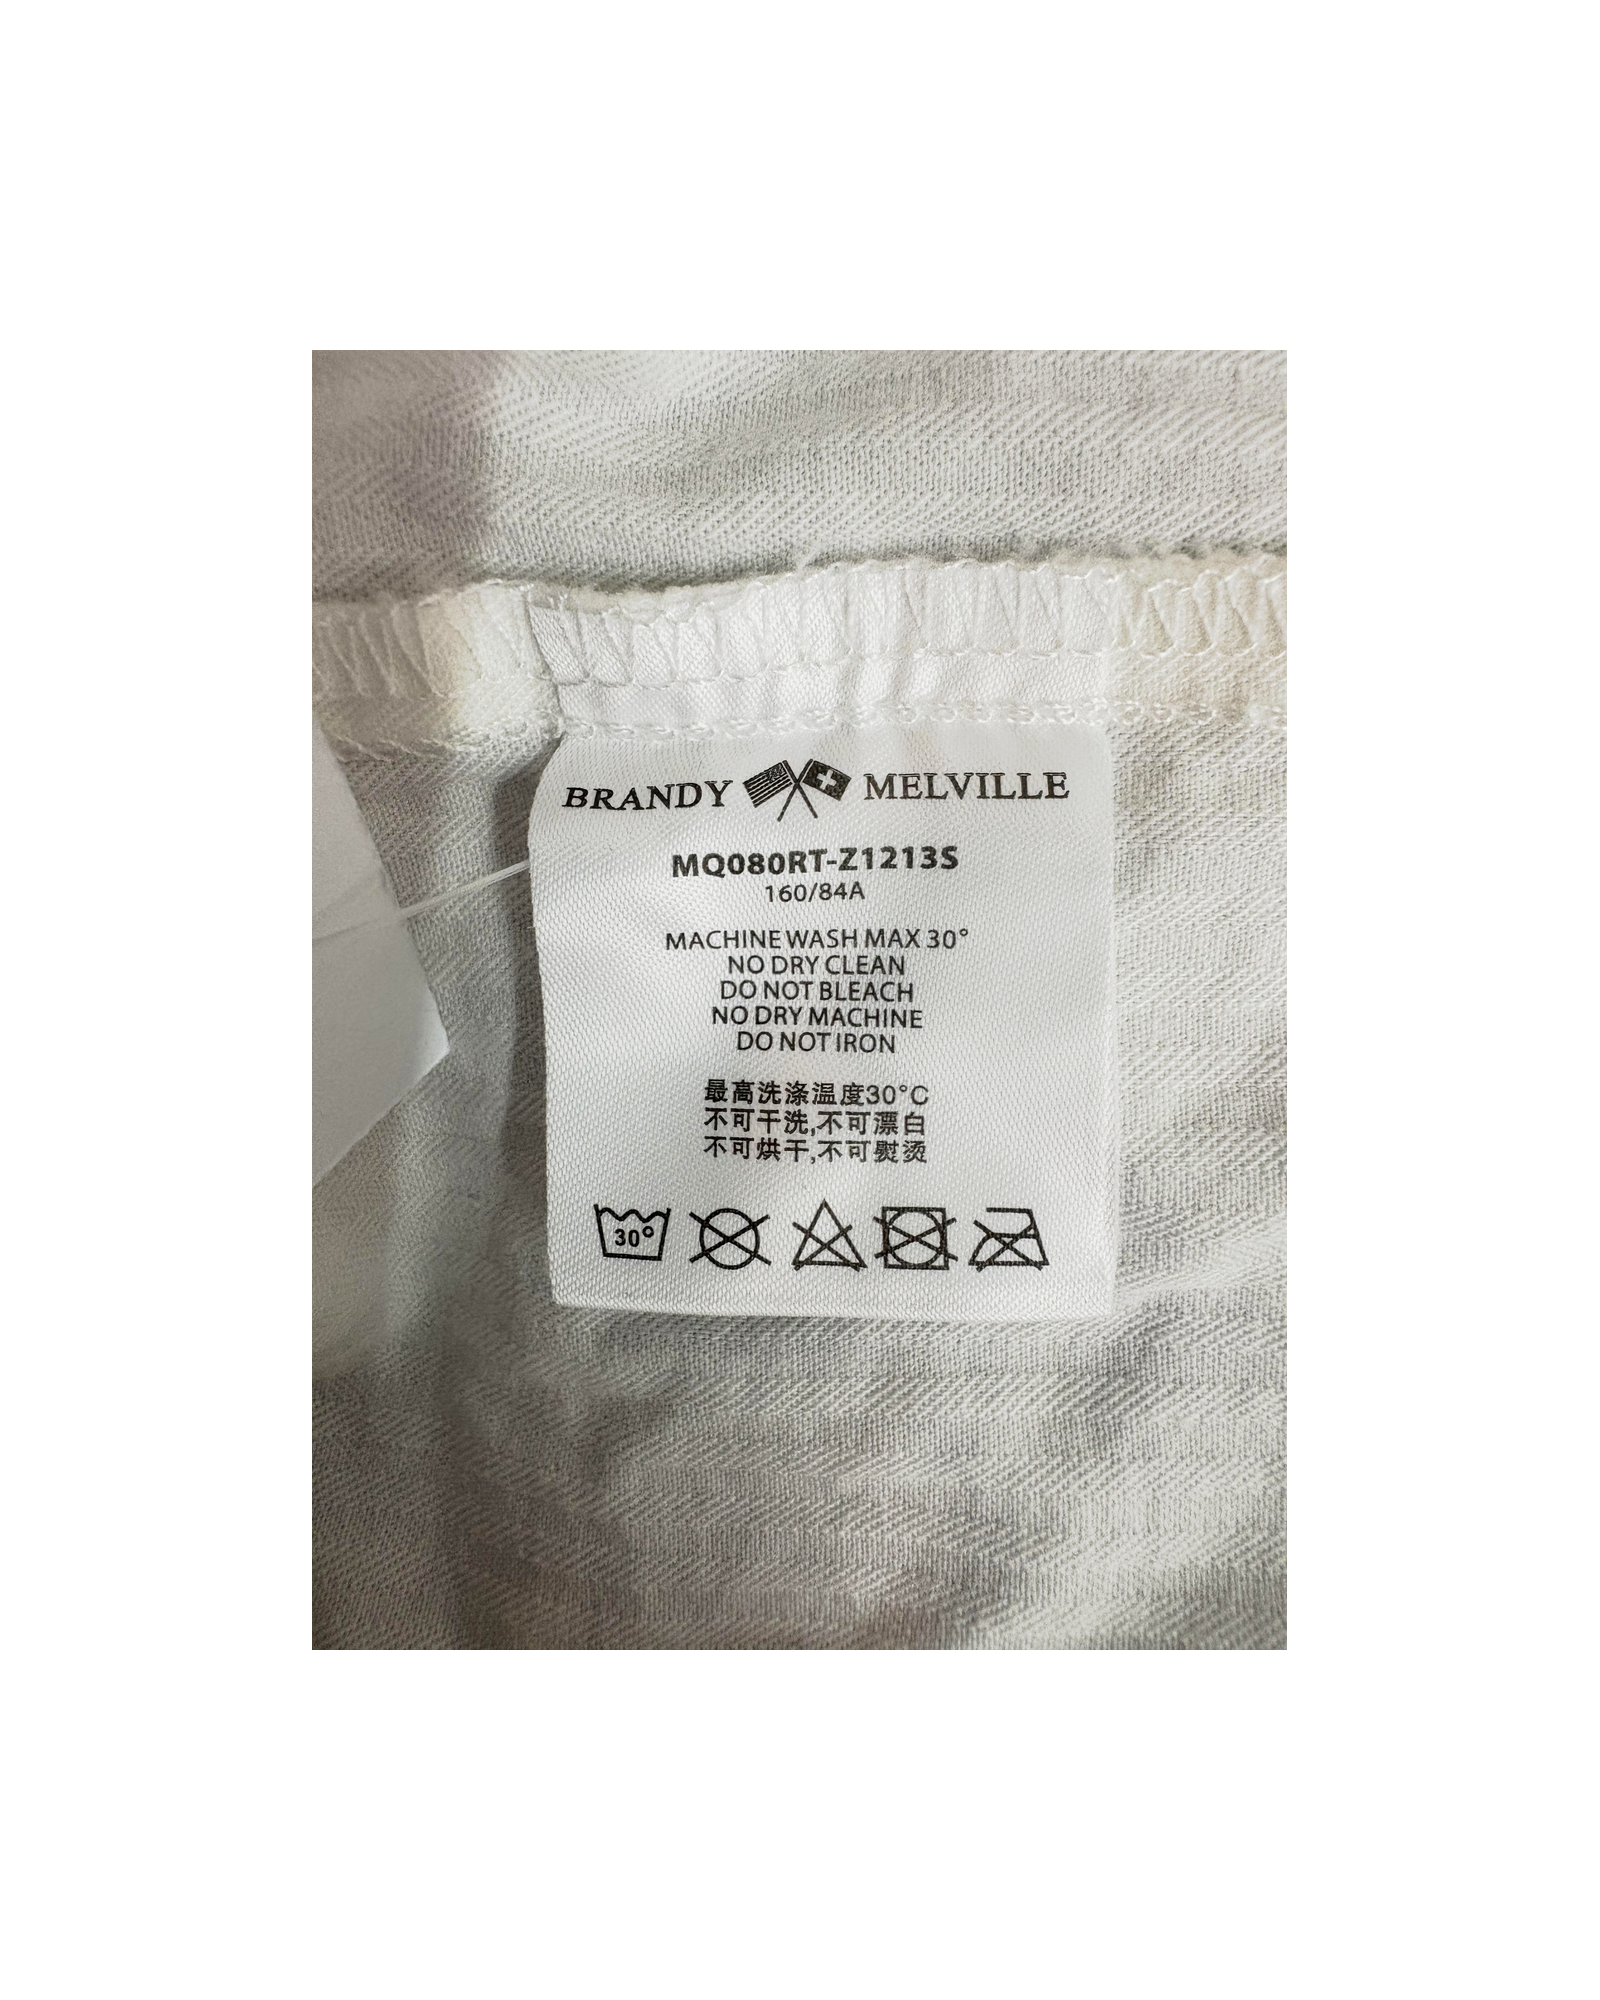 BRANDY MELVILLE
MQ080RT-Z1213S
160/84A
MACHINE WASH MAX 30°
NO DRY CLEAN
DO NOT BLEACH
NO DRY MACHINE
DO NOT IRON
最高洗涤温度30°C
不可干洗,不可漂白
不可烘干,不可熨烫
30°